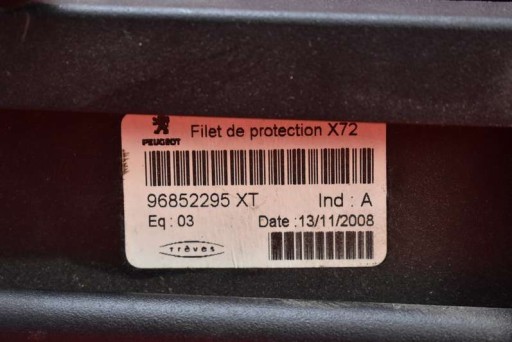 Filet de protection X72
PEUGEOT
96852295 XT Ind : A
Eq : 03 Date : 13/11/2008
Trèves